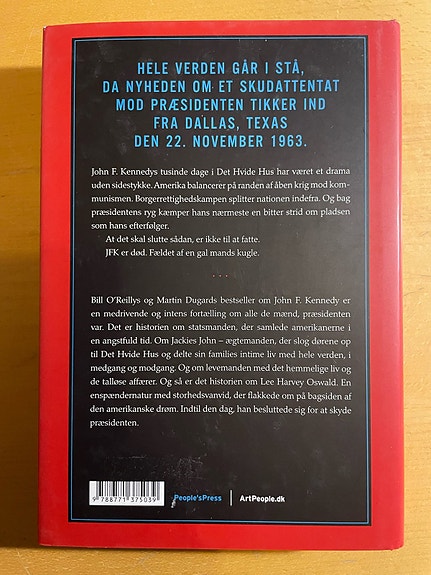 HELE VERDEN GÅR I STÅ,
DA NYHEDEN OM ET SKUDATTENTAT
MOD PRÆSIDENTEN TIKKER IND
FRA DALLAS, TEXAS
DEN 22. NOVEMBER 1963.
John F. Kennedys tusinde dage i Det Hvide Hus har været et drama
uden sidestykke. Amerika balancerer på randen af åben krig mod kom-
munismen. Borgerrettighedskampen splitter nationen indefra. Og bag
præsidentens ryg kæmper hans nærmeste en bitter strid om pladsen
som hans efterfølger.
At det skal slutte sådan, er ikke til at fatte.
JFK er død. Fældet af en gal mands kugle.
...
Bill O'Reillys og Martin Dugards bestseller om John F. Kennedy er
en medrivende og intens fortælling om alle de mænd, præsidenten
var. Det er historien om statsmanden, der samlede amerikanerne i
en angstfuld tid. Om Jackies John – ægtemanden, der slog dørene op
til Det Hvide Hus og delte sin families intime liv med hele verden, i
medgang og modgang. Og om levemanden med det hemmelige liv og
de talløse affærer. Og så er det historien om Lee Harvey Oswald. En
enspændernatur med storhedsvanvid, der flakkede om på bagsiden af
den amerikanske drøm. Indtil den dag, han besluttede sig for at skyde
præsidenten.
9 788771 375039
People'sPress | ArtPeople.dk